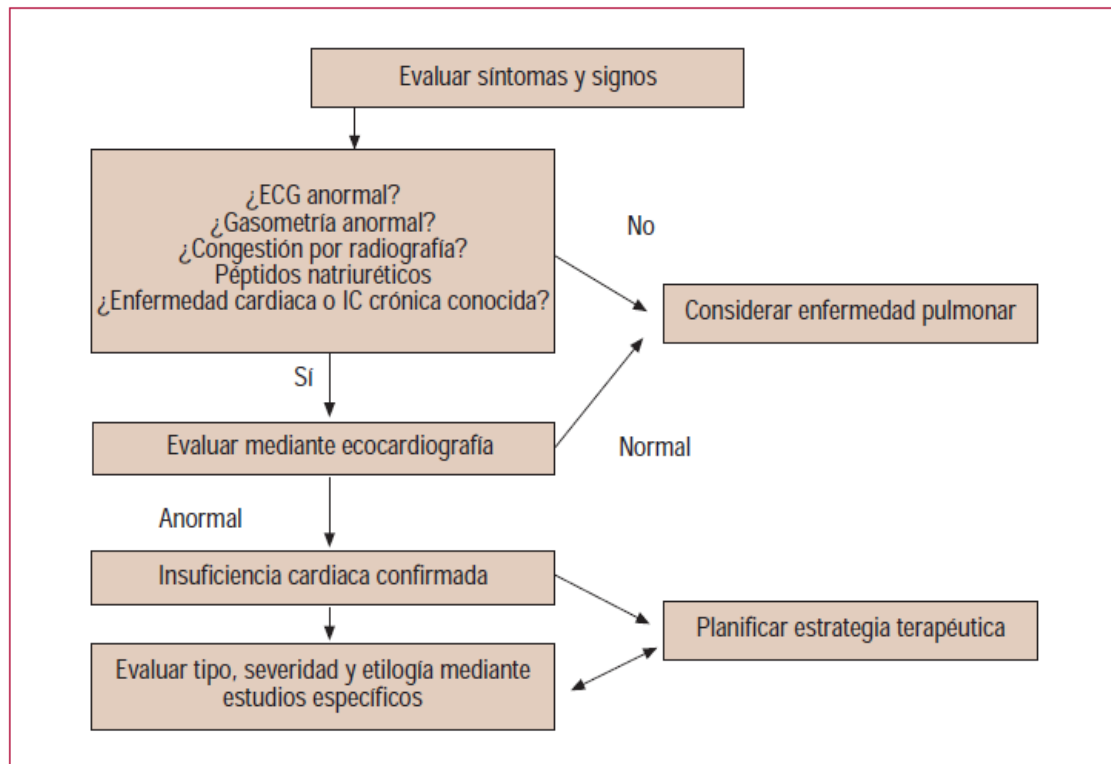 Evaluar síntomas y signos
¿ECG anormal?
¿Gasometría anormal?
¿Congestión por radiografía?
Péptidos natriuréticos
¿Enfermedad cardiaca o IC crónica conocida?
No
Considerar enfermedad pulmonar
Sí
Evaluar mediante ecocardiografía
Normal
Anormal
Insuficiencia cardiaca confirmada
Planificar estrategia terapéutica
Evaluar tipo, severidad y etilogía mediante
estudios específicos